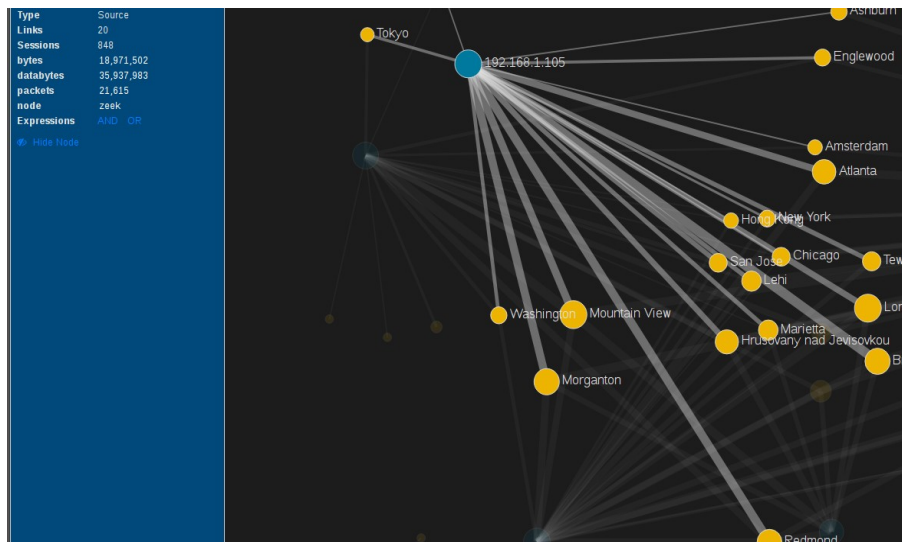 Type Source
Links 20
Sessions 848
bytes 18,971,502
databytes 35,937,983
packets 21,615
node zeek
Expressions AND OR
Hide Node
Ashburn
Tokyo
Englewood
192.168.1.105
Amsterdam
Atlanta
Hong Kong
New York
San Jose
Chicago
Tew
Lehi
Lon
Washington
Mountain View
Marietta
Hrusovany nad Jevisovkou
B
Morganton
Redmond